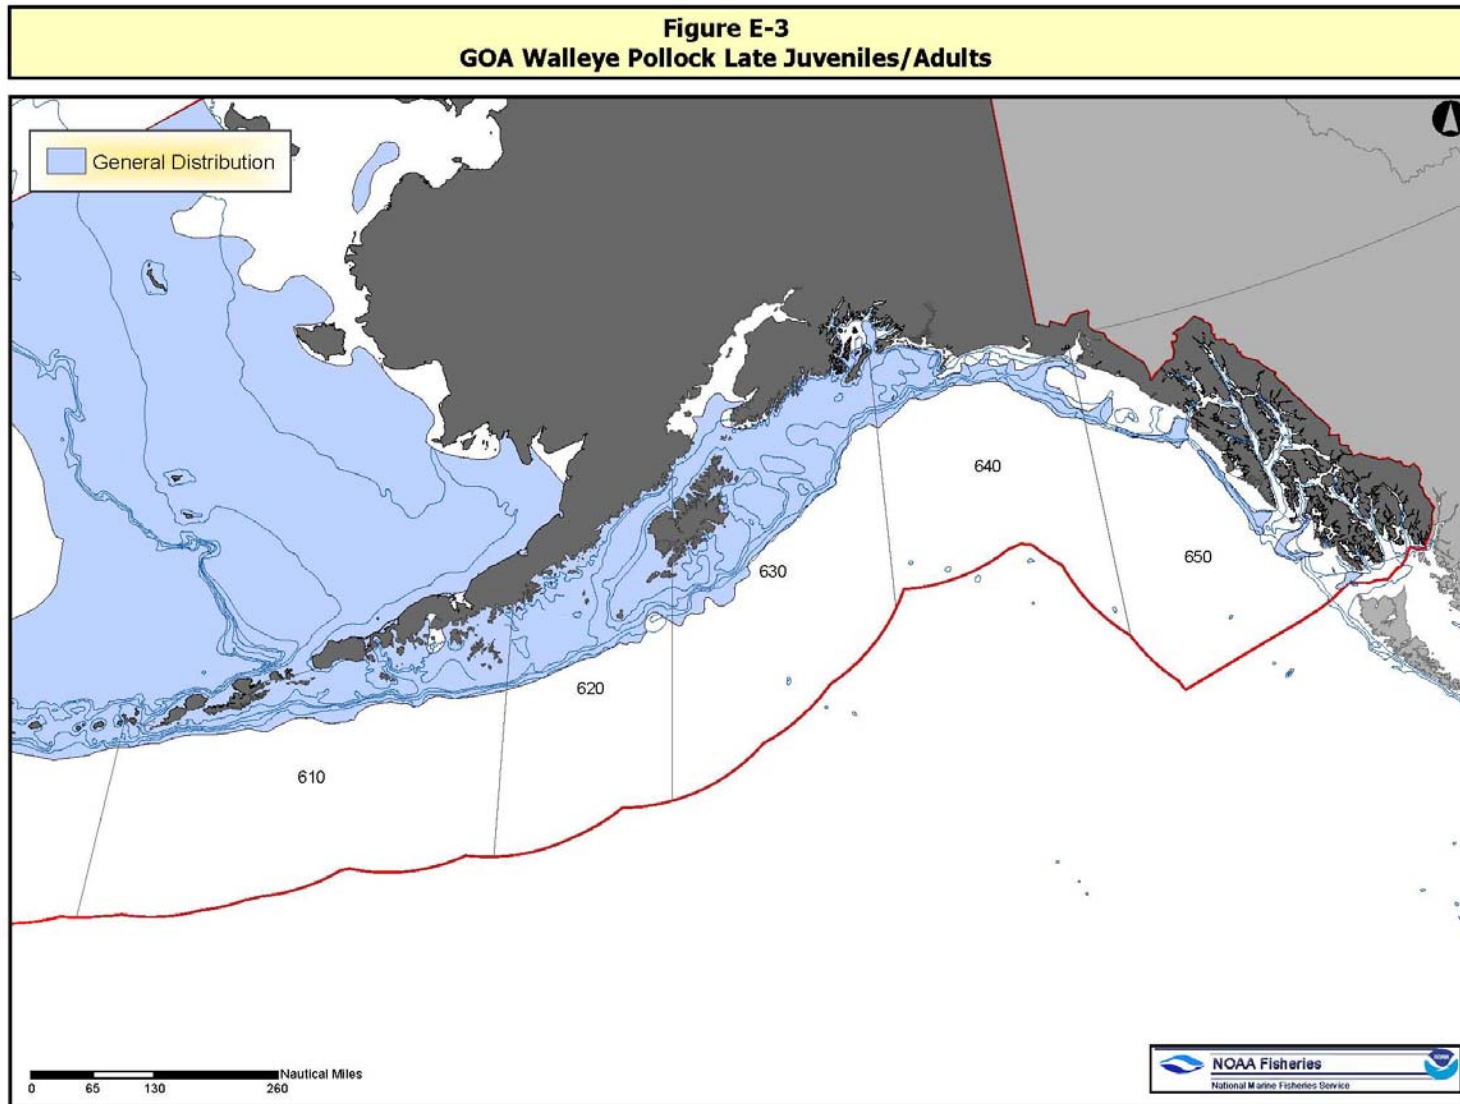 Figure E-3
GOA Walleye Pollock Late Juveniles/Adults
General Distribution
640
650
630
620
610
Nautical Miles
0 65 130 260
NOAA Fisheries
National Marine Fisheries Service